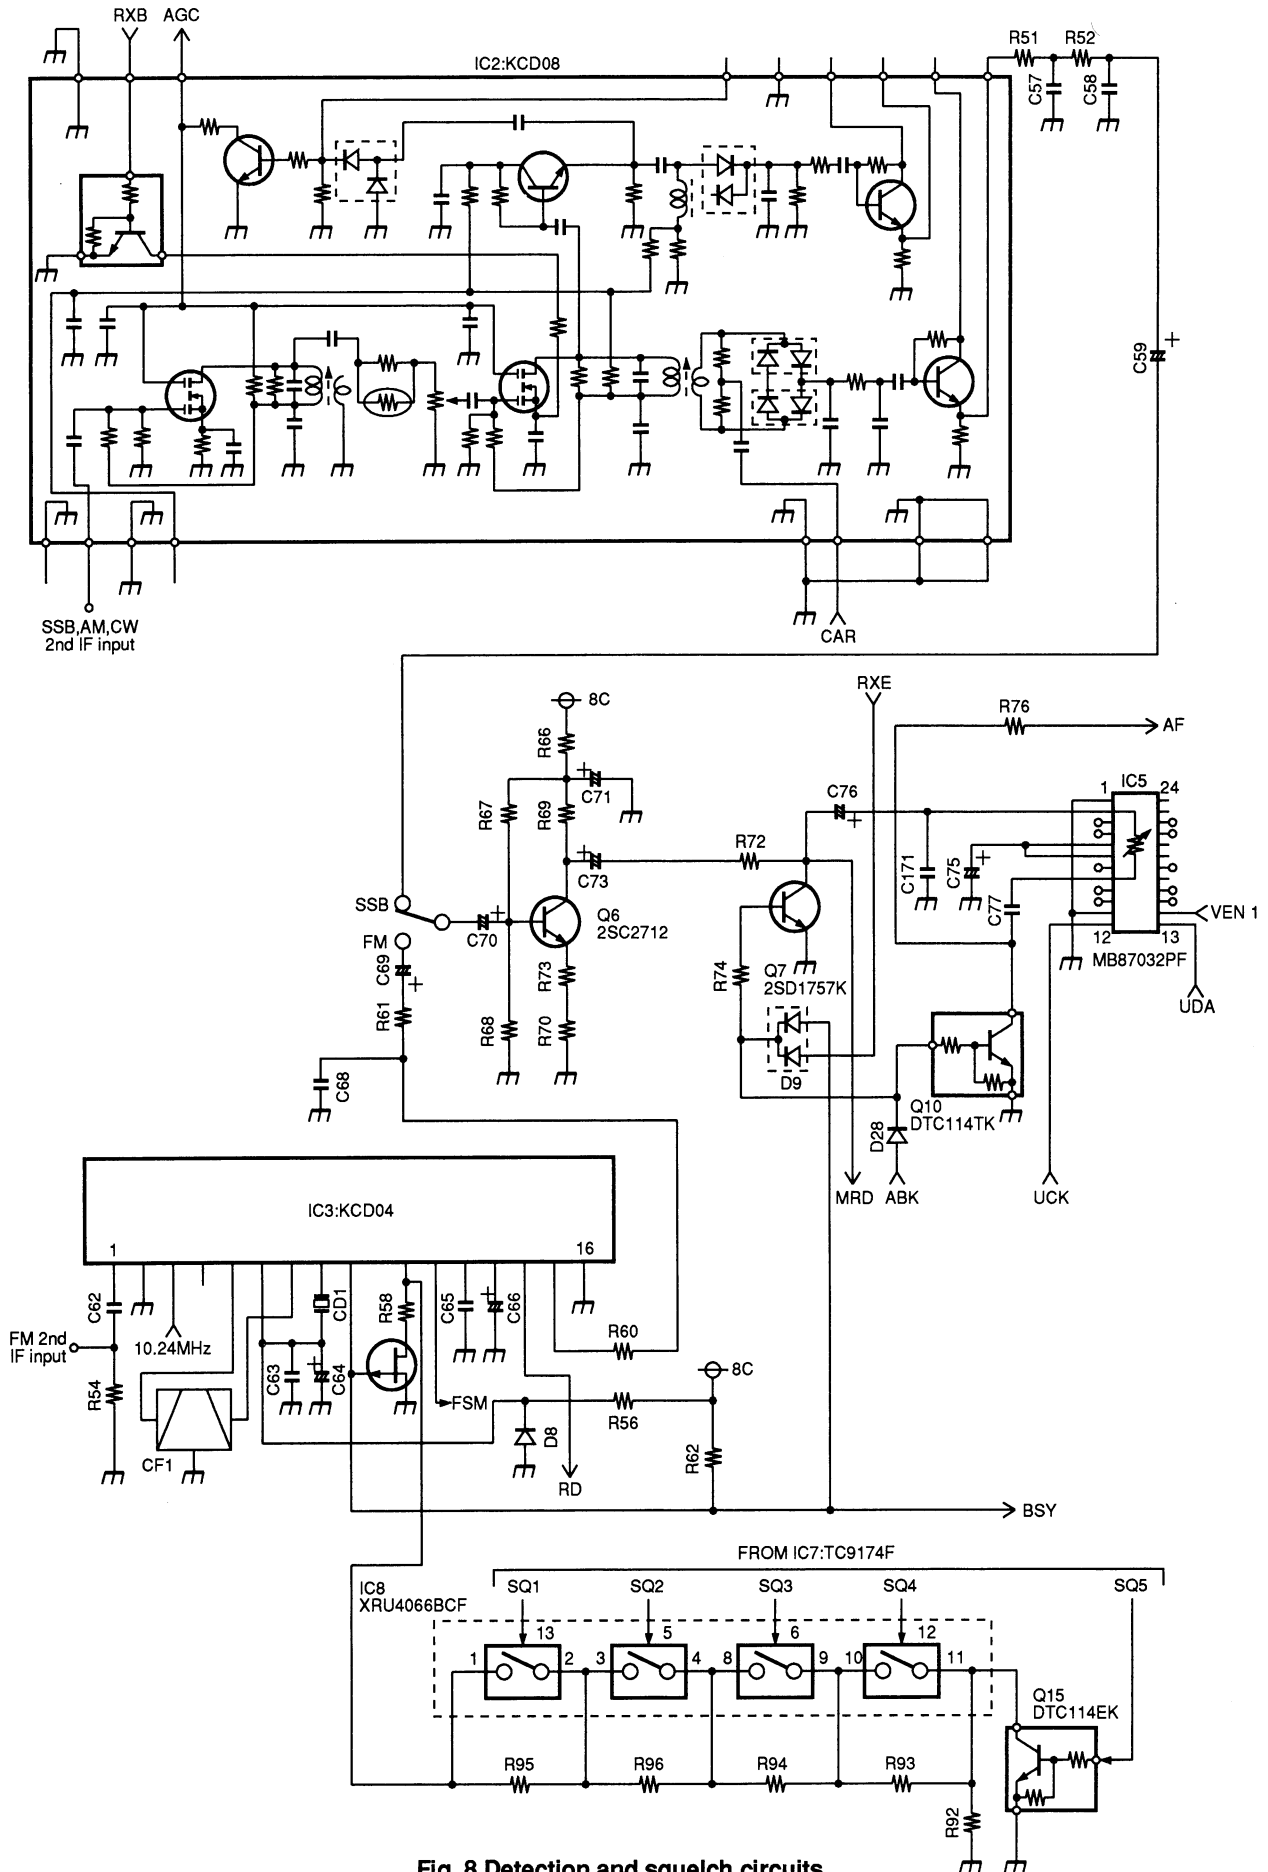 RXB
AGC
IC2:KCD08
R51
R52
C57
C58
C59
SSB,AM,CW
2nd IF input
CAR
RXE
8C
R66
R76
AF
C71
R67
R69
C76
IC5
1
24
R72
C73
C171
C75
C77
SSB
C70
Q6
2SC2712
VEN 1
FM
C69
R73
R74
Q7
2SD1757K
12
13
MB87032PF
UDA
R61
R68
R70
D9
C68
Q10
DTC114TK
D28
MRD
ABK
UCK
IC3:KCD04
1
16
C62
CD1
R58
C65
C66
FM 2nd
IF input
10.24MHz
R60
R54
C63
C64
FSM
8C
R56
D8
CF1
R62
RD
BSY
FROM IC7:TC9174F
IC8
XRU4066BCF
SQ1
SQ2
SQ3
SQ4
SQ5
13
5
6
12
1
2
3
4
8
9
10
11
Q15
DTC114EK
R95
R96
R94
R93
R92
Fig. 8 Detection and squelch circuits